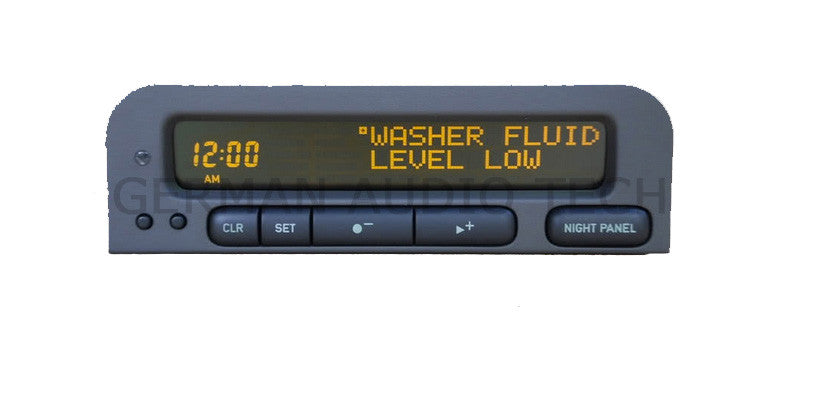 °WASHER FLUID
12:00 LEVEL LOW
AM
GERMAN AUDIO TECH
CLR SET ●− ▶+ NIGHT PANEL